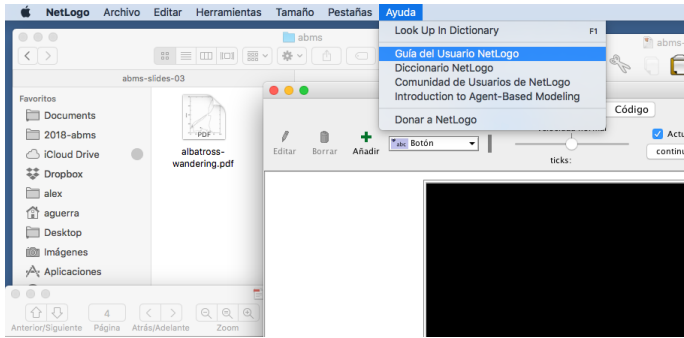 NetLogo Archivo Editar Herramientas Tamaño Pestañas Ayuda
abms
Look Up In Dictionary F1
Guía del Usuario NetLogo
Diccionario NetLogo
Comunidad de Usuarios de NetLogo
Introduction to Agent-Based Modeling
Donar a NetLogo
abms-
abms-slides-03
Favoritos
Documents
2018-abms
iCloud Drive
Dropbox
alex
aguerra
Desktop
Imágenes
Aplicaciones
PDF
albatross-
wandering.pdf
Código
Editar Borrar Añadir
abc Botón
velocidad normal
ticks:
Actu
continu
4
Anterior/Siguiente Página Atrás/Adelante Zoom